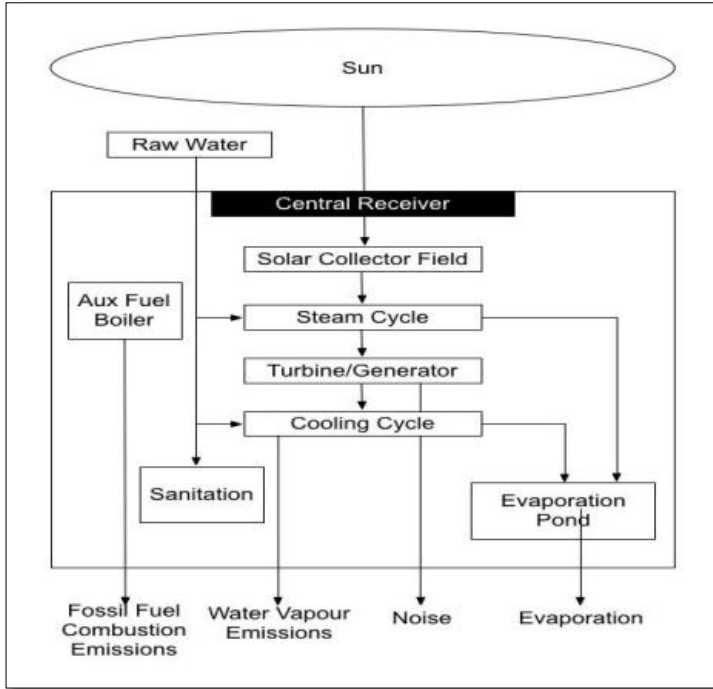 Sun
Raw Water
Central Receiver
Solar Collector Field
Aux Fuel
Boiler
Steam Cycle
Turbine/Generator
Cooling Cycle
Sanitation
Evaporation
Pond
Fossil Fuel
Combustion
Emissions
Water Vapour
Emissions
Noise
Evaporation